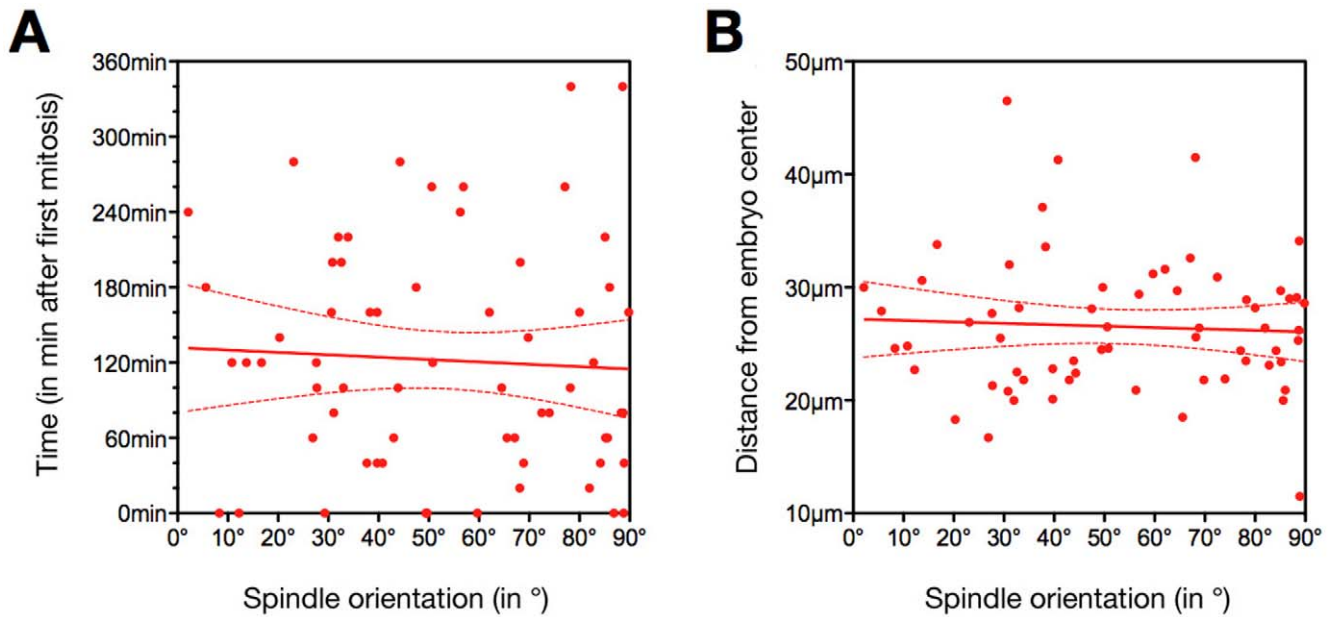 A
B
360min
300min
240min
180min
120min
60min
0min
Time (in min after first mitosis)
0° 10° 20° 30° 40° 50° 60° 70° 80° 90°
Spindle orientation (in °)
50µm
40µm
30µm
20µm
10µm
Distance from embryo center
0° 10° 20° 30° 40° 50° 60° 70° 80° 90°
Spindle orientation (in °)